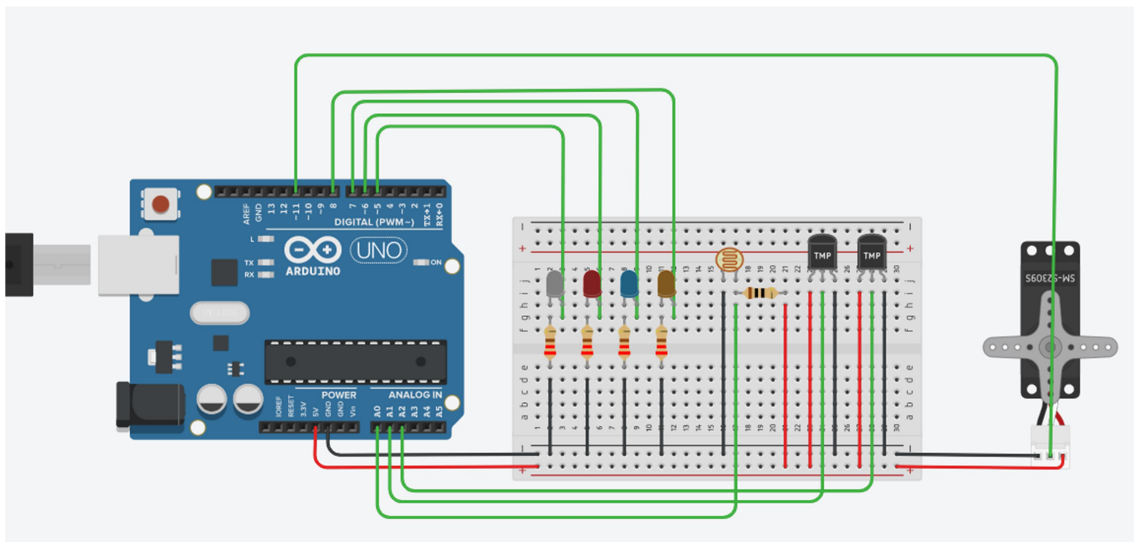 AREF
GND
13
12
~11
~10
~9
8
7
~6
~5
4
~3
2
TX→1
RX←0
DIGITAL (PWM~)
L
TX
RX
ARDUINO
UNO
ON
POWER
ANALOG IN
IOREF
RESET
3.3V
5V
GND
GND
Vin
A0
A1
A2
A3
A4
A5
TMP
TMP
SM-S2309S